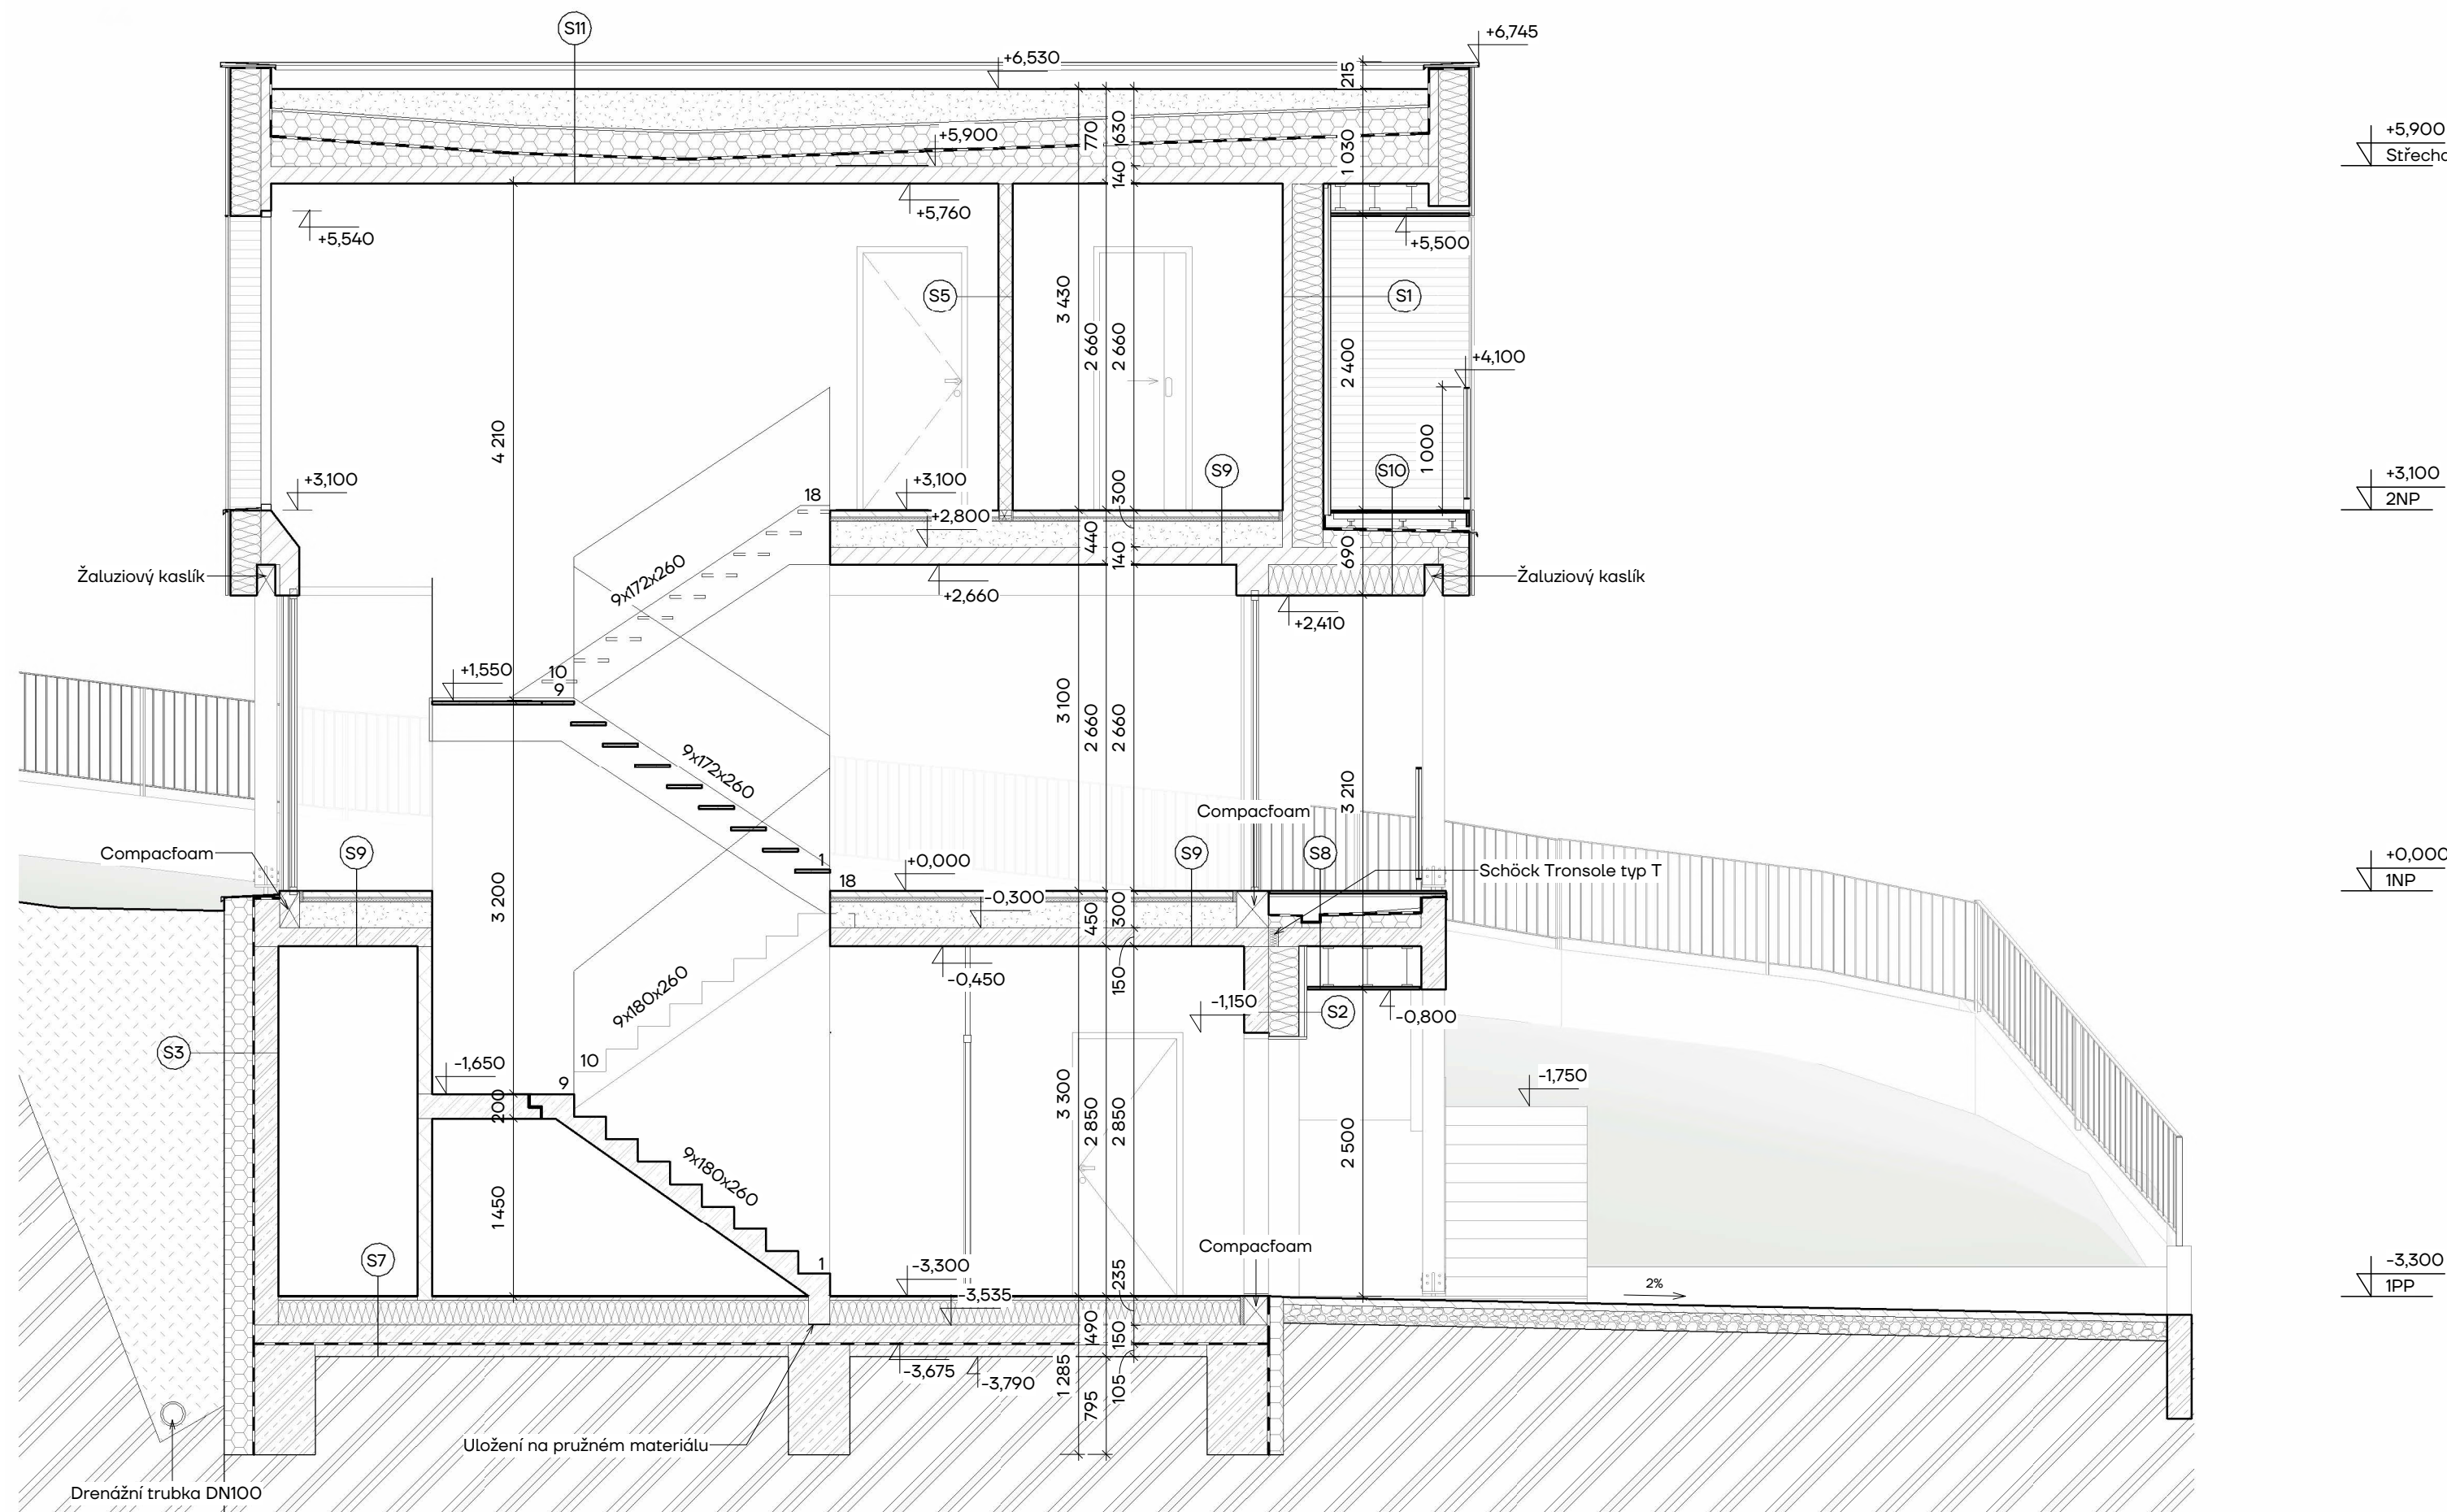 S11
+6,745
+6,530
215
+5,900
Střecha
770
630
1 030
+5,900
140
+5,760
+5,540
+5,500
S5
S1
3 430
2 660
2 660
2 400
+4,100
4 210
1 000
S9
S10
+3,100
2NP
+3,100
18
+3,100
300
+2,800
440
140
690
Žaluziový kaslík
Žaluziový kaslík
9x172x260
+2,660
+2,410
+1,550
10
9
3 100
2 660
2 660
9x172x260
3 210
Compacfoam
Compacfoam
S9
1
+0,000
S9
S8
Schöck Tronsole typ T
+0,000
1NP
18
3 200
-0,300
450
300
150
-0,450
9x180x260
-1,150
S2
-0,800
S3
10
-1,650
9
200
-1,750
3 300
2 850
2 850
2 500
9x180x260
1 450
Compacfoam
S7
1
-3,300
235
-3,535
2%
-3,300
1PP
490
150
-3,675
-3,790
1 285
795
105
Uložení na pružném materiálu
Drenážní trubka DN100